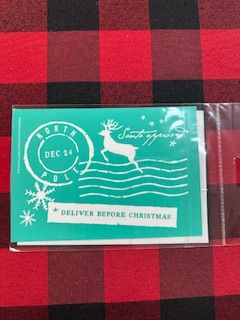 NORTH
DEC 24
POLE
Santa approved
* DELIVER BEFORE CHRISTMAS